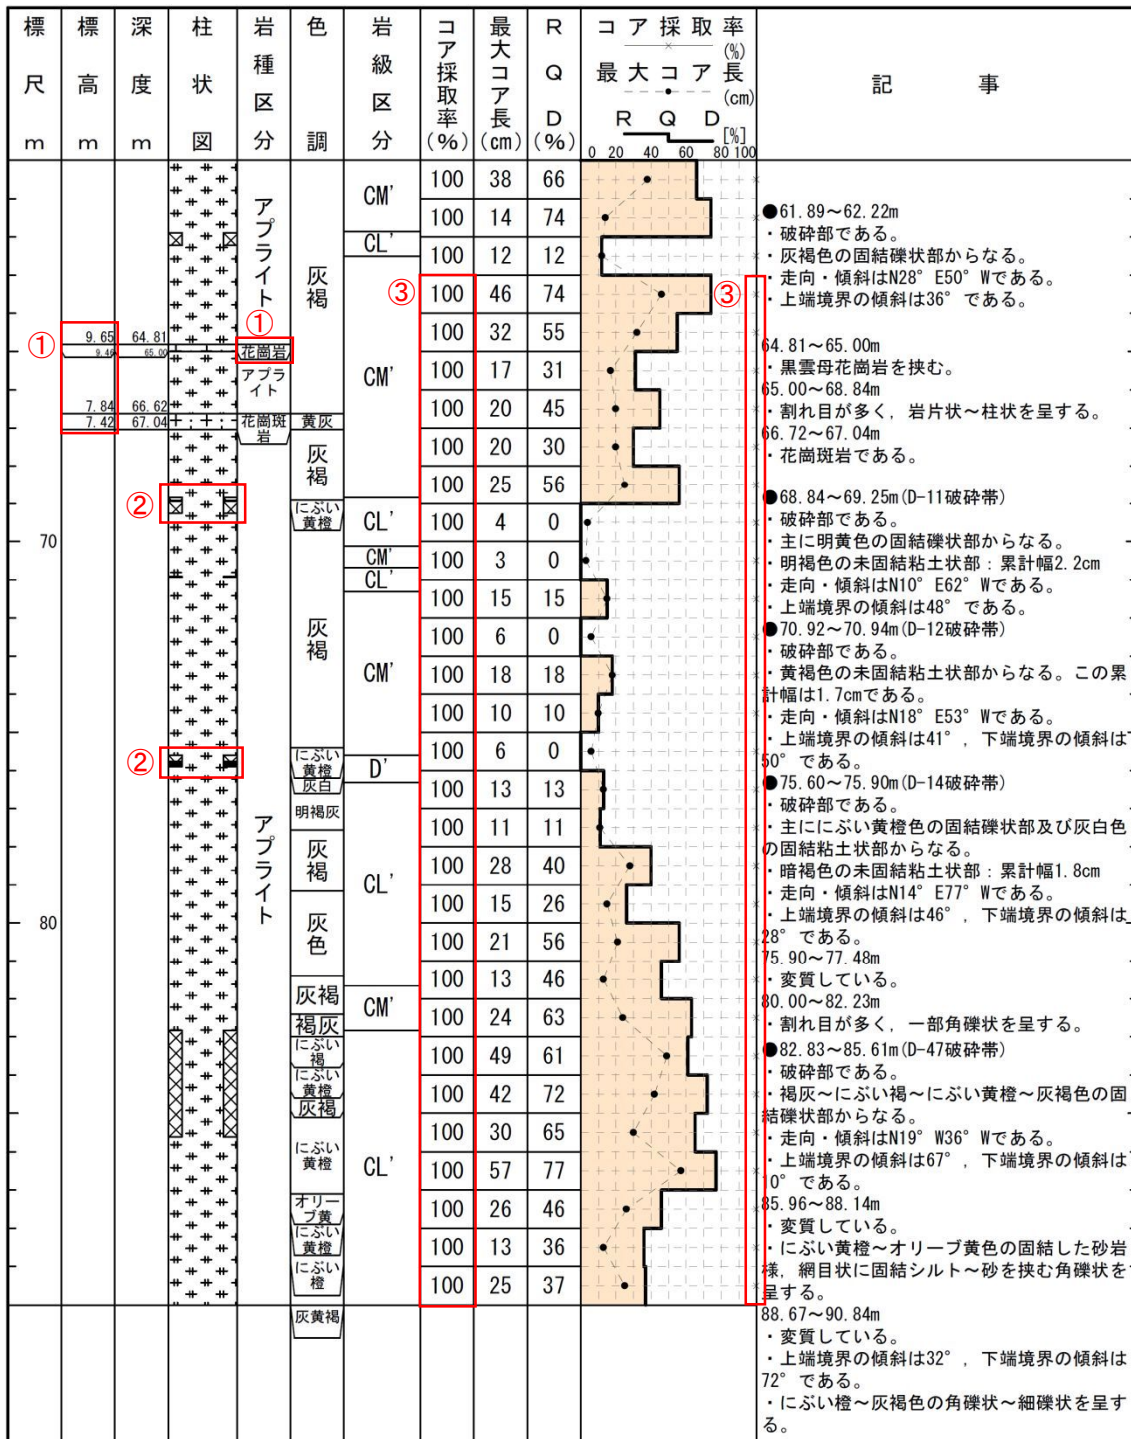 標尺m
標高m
深度m
柱状図
岩種区分
色調
岩級区分
コア採取率(%)
最大コア長(cm)
RQD(%)
コア採取率(%)
最大コア長(cm)
RQD[%]
0 20 40 60 80 100
記事
100 38 66
100 14 74
100 12 12
100 46 74
100 32 55
100 17 31
100 20 45
100 20 30
100 25 56
100 4 0
100 3 0
100 15 15
100 6 0
100 18 18
100 10 10
100 6 0
100 13 13
100 11 11
100 28 40
100 15 26
100 21 56
100 13 46
100 24 63
100 49 61
100 42 72
100 30 65
100 57 77
100 26 46
100 13 36
100 25 37
70
80
①
9.65 64.81
9.46 65.00
7.84 66.62
7.42 67.04
②
②
アプライト
①
花崗岩
アプライト
花崗斑岩
アプライト
灰褐
黄灰
灰褐
にぶい黄橙
灰褐
にぶい黄橙
灰白
明褐灰
灰褐
灰色
灰褐
褐灰
にぶい褐
にぶい黄橙
灰褐
にぶい黄橙
オリーブ黄
にぶい黄橙
にぶい橙
灰黄褐
CM'
CL'
CM'
CL'
CM'
CL'
CM'
D'
CL'
CM'
CL'
③
③
●61.89～62.22m
・破砕部である。
・灰褐色の固結礫状部からなる。
・走向・傾斜はN28°E50°Wである。
・上端境界の傾斜は36°である。
64.81～65.00m
・黒雲母花崗岩を挟む。
65.00～68.84m
・割れ目が多く，岩片状～柱状を呈する。
66.72～67.04m
・花崗斑岩である。
●68.84～69.25m(D-11破砕帯)
・破砕部である。
・主に明黄色の固結礫状部からなる。
・明褐色の未固結粘土状部：累計幅2.2cm
・走向・傾斜はN10°E62°Wである。
・上端境界の傾斜は48°である。
●70.92～70.94m(D-12破砕帯)
・破砕部である。
・黄褐色の未固結粘土状部からなる。この累
計幅は1.7cmである。
・走向・傾斜はN18°E53°Wである。
・上端境界の傾斜は41°，下端境界の傾斜は
50°である。
●75.60～75.90m(D-14破砕帯)
・破砕部である。
・主ににぶい黄橙色の固結礫状部及び灰白色
の固結粘土状部からなる。
・暗褐色の未固結粘土状部：累計幅1.8cm
・走向・傾斜はN14°E77°Wである。
・上端境界の傾斜は46°，下端境界の傾斜は
28°である。
75.90～77.48m
・変質している。
80.00～82.23m
・割れ目が多く，一部角礫状を呈する。
●82.83～85.61m(D-47破砕帯)
・破砕部である。
・褐灰～にぶい褐～にぶい黄橙～灰褐色の固
結礫状部からなる。
・走向・傾斜はN19°W36°Wである。
・上端境界の傾斜は67°，下端境界の傾斜は
10°である。
85.96～88.14m
・変質している。
・にぶい黄橙～オリーブ黄色の固結した砂岩
様，網目状に固結シルト～砂を挟む角礫状を
呈する。
88.67～90.84m
・変質している。
・上端境界の傾斜は32°，下端境界の傾斜は
72°である。
・にぶい橙～灰褐色の角礫状～細礫状を呈す
る。